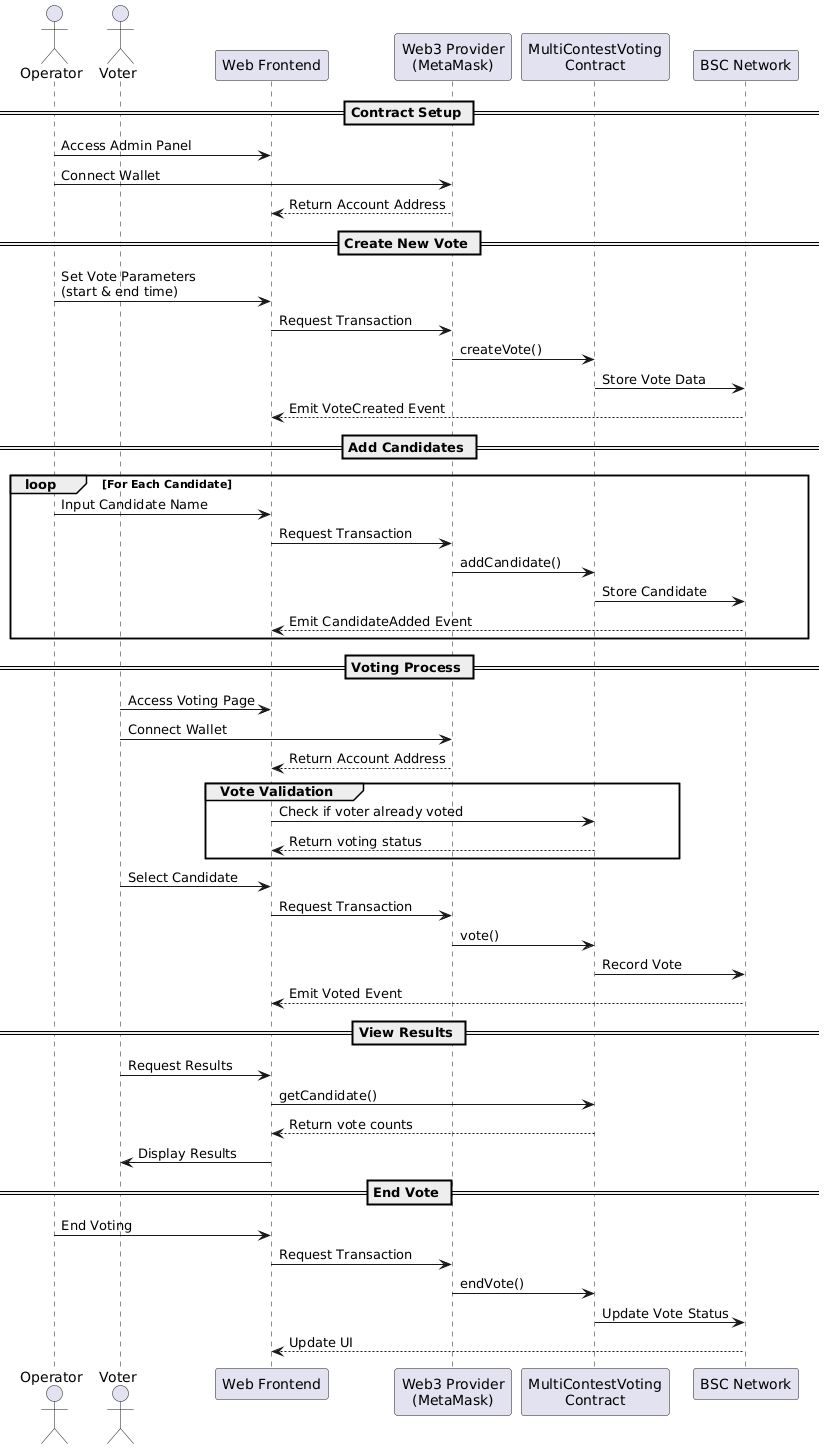 Operator
Voter
Web Frontend
Web3 Provider
(MetaMask)
MultiContestVoting
Contract
BSC Network
Contract Setup
Access Admin Panel
Connect Wallet
Return Account Address
Create New Vote
Set Vote Parameters
(start & end time)
Request Transaction
createVote()
Store Vote Data
Emit VoteCreated Event
Add Candidates
loop
[For Each Candidate]
Input Candidate Name
Request Transaction
addCandidate()
Store Candidate
Emit CandidateAdded Event
Voting Process
Access Voting Page
Connect Wallet
Return Account Address
Vote Validation
Check if voter already voted
Return voting status
Select Candidate
Request Transaction
vote()
Record Vote
Emit Voted Event
View Results
Request Results
getCandidate()
Return vote counts
Display Results
End Vote
End Voting
Request Transaction
endVote()
Update Vote Status
Update UI
Operator
Voter
Web Frontend
Web3 Provider
(MetaMask)
MultiContestVoting
Contract
BSC Network